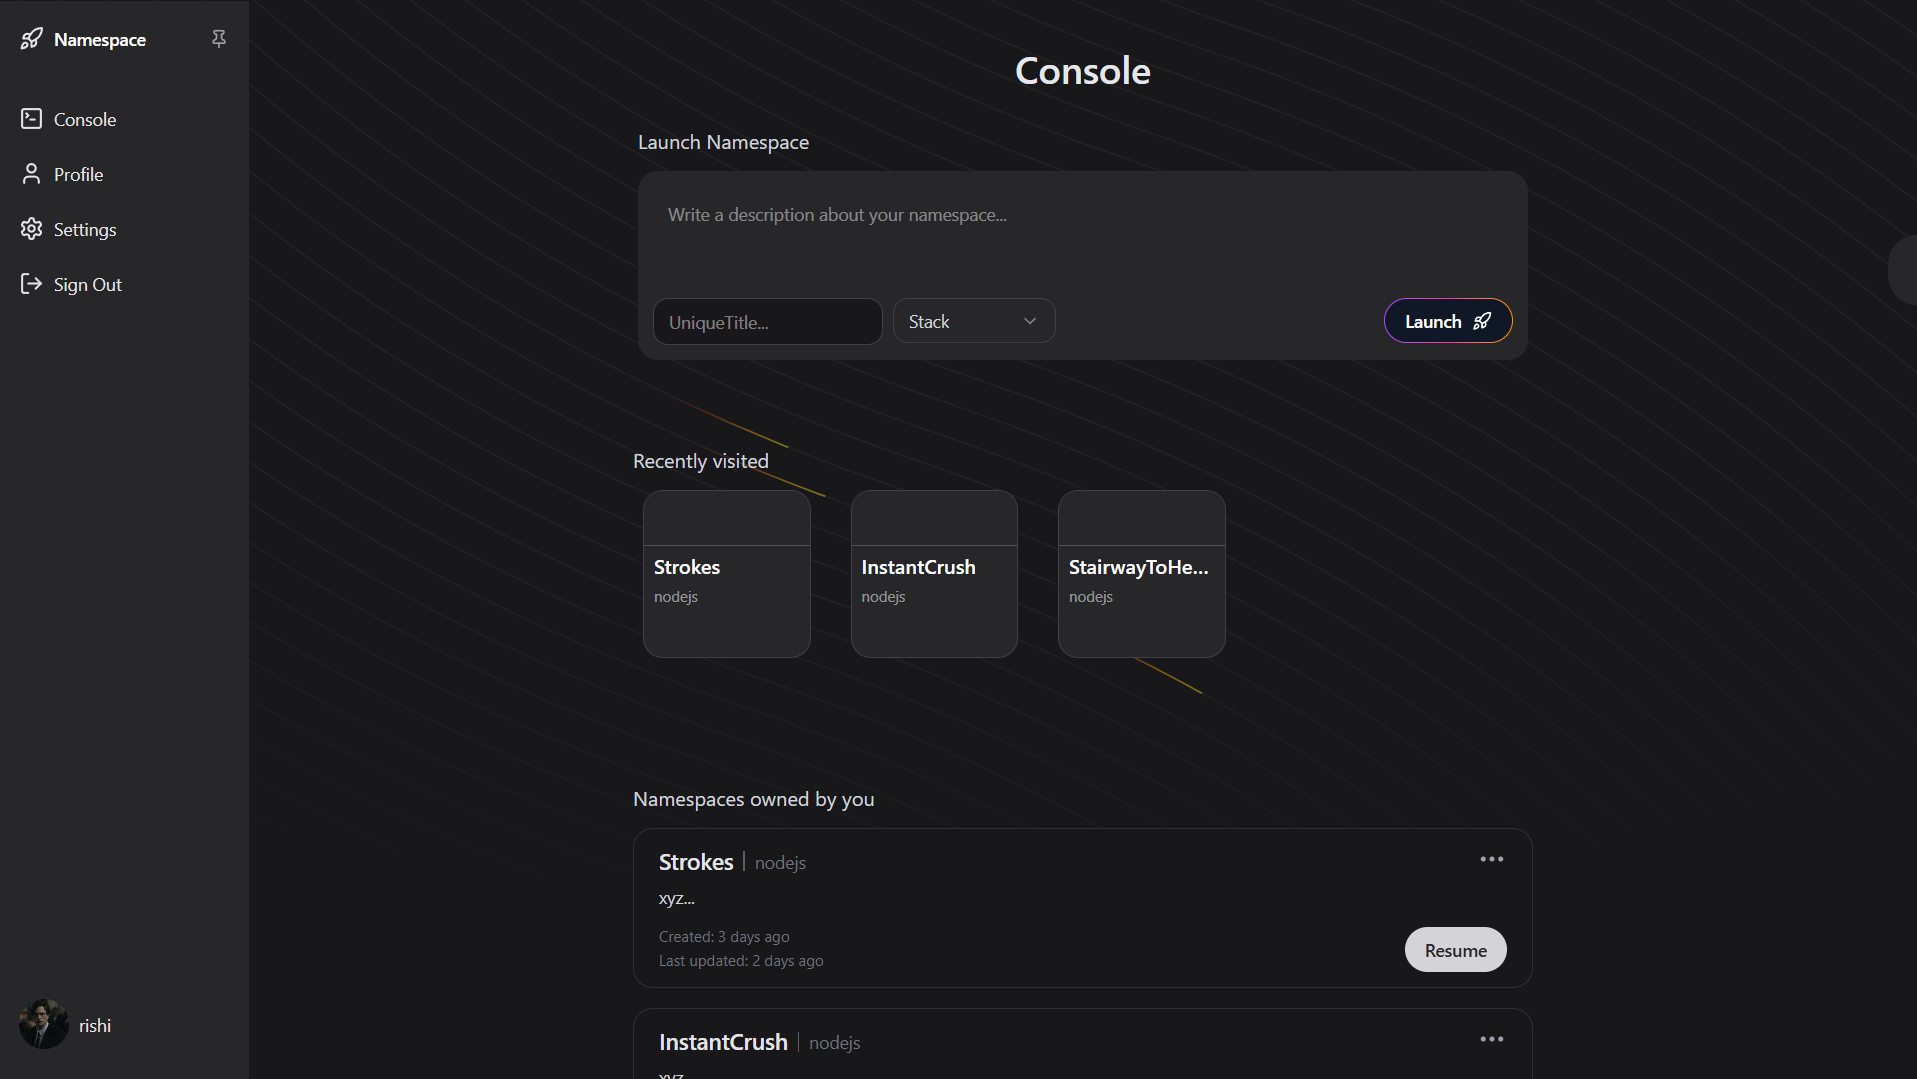 Namespace
Console
Profile
Settings
Sign Out
rishi
Console
Launch Namespace
Write a description about your namespace...
UniqueTitle...
Stack
Launch
Recently visited
Strokes
nodejs
InstantCrush
nodejs
StairwayToHe...
nodejs
Namespaces owned by you
Strokes | nodejs
xyz...
Created: 3 days ago
Last updated: 2 days ago
Resume
InstantCrush | nodejs
xyz